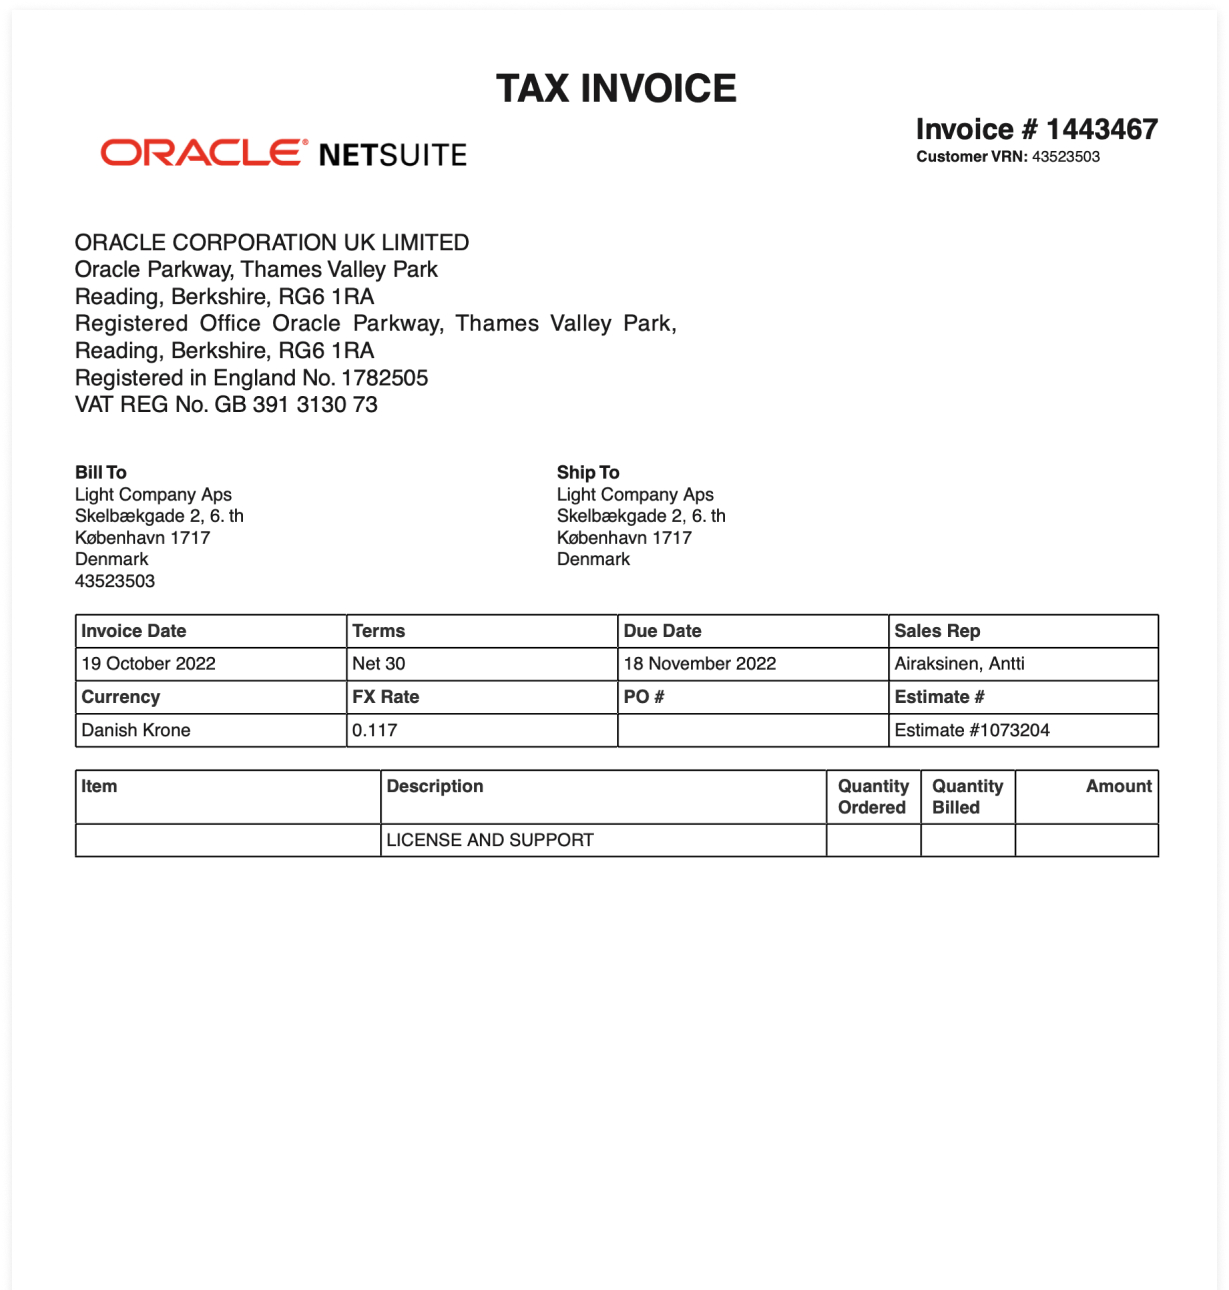 TAX INVOICE
Invoice # 1443467
ORACLE® NETSUITE
Customer VRN: 43523503
ORACLE CORPORATION UK LIMITED
Oracle Parkway, Thames Valley Park
Reading, Berkshire, RG6 1RA
Registered Office Oracle Parkway, Thames Valley Park,
Reading, Berkshire, RG6 1RA
Registered in England No. 1782505
VAT REG No. GB 391 3130 73
Bill To
Light Company Aps
Skelbækgade 2, 6. th
København 1717
Denmark
43523503
Ship To
Light Company Aps
Skelbækgade 2, 6. th
København 1717
Denmark
Invoice Date Terms Due Date Sales Rep
19 October 2022 Net 30 18 November 2022 Airaksinen, Antti
Currency FX Rate PO # Estimate #
Danish Krone 0.117 Estimate #1073204
Item Description Quantity Ordered Quantity Billed Amount
LICENSE AND SUPPORT